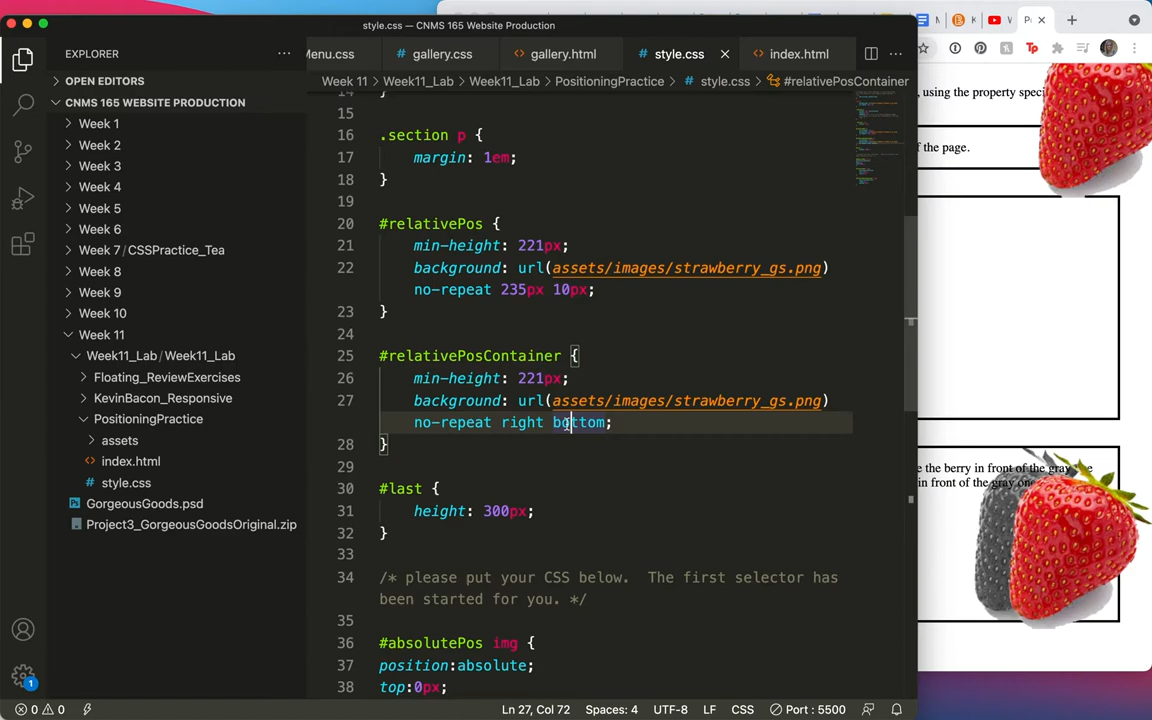 style.css — CNMS 165 Website Production
EXPLORER
Menu.css
# gallery.css
<> gallery.html
# style.css
<> index.html
Week 11 > Week11_Lab > Week11_Lab > PositioningPractice > # style.css > #relativePosContainer
OPEN EDITORS
CNMS 165 WEBSITE PRODUCTION
Week 1
Week 2
Week 3
Week 4
Week 5
Week 6
Week 7 / CSSPractice_Tea
Week 8
Week 9
Week 10
Week 11
Week11_Lab / Week11_Lab
Floating_ReviewExercises
KevinBacon_Responsive
PositioningPractice
assets
<> index.html
# style.css
GorgeousGoods.psd
Project3_GorgeousGoodsOriginal.zip
14 }
15
16 .section p {
17 margin: 1em;
18 }
19
20 #relativePos {
21 min-height: 221px;
22 background: url(assets/images/strawberry_gs.png)
no-repeat 235px 10px;
23 }
24
25 #relativePosContainer {
26 min-height: 221px;
27 background: url(assets/images/strawberry_gs.png)
no-repeat right bottom;
28 }
29
30 #last {
31 height: 300px;
32 }
33
34 /* please put your CSS below. The first selector has
been started for you. */
35
36 #absolutePos img {
37 position:absolute;
38 top:0px;
, using the property speci
f the page.
e the berry in front of the gray one
in front of the gray one
0 0
Ln 27, Col 72
Spaces: 4
UTF-8
LF
CSS
Port : 5500
1